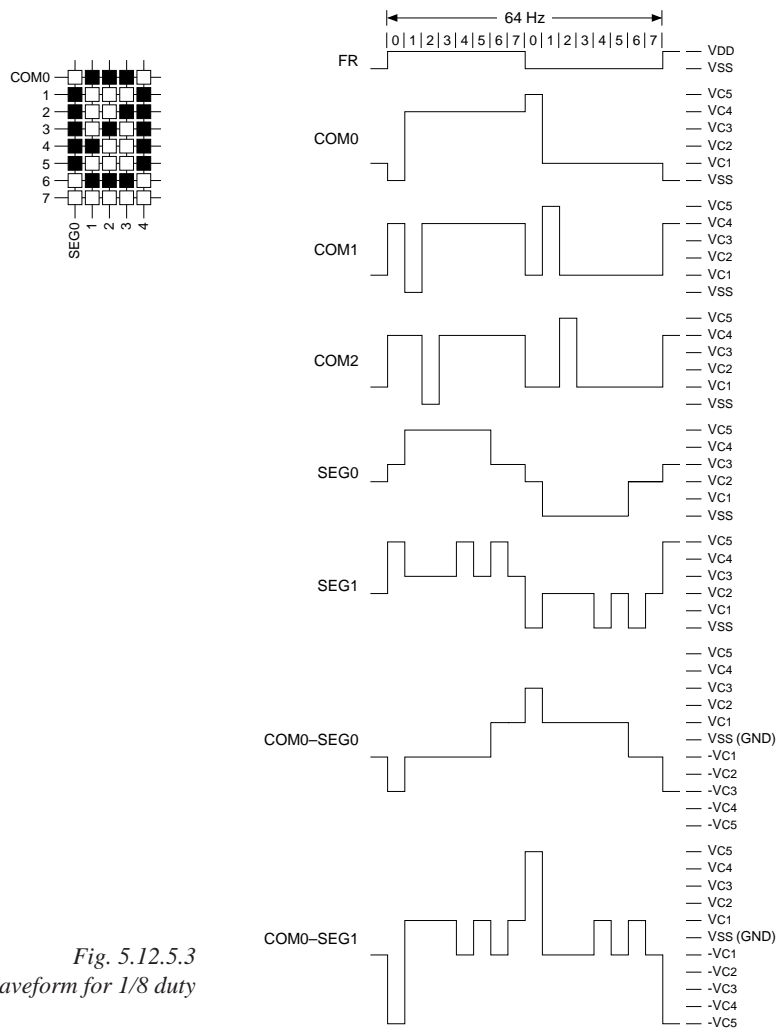 64 Hz
0 1 2 3 4 5 6 7 0 1 2 3 4 5 6 7
FR
VDD
VSS
COM0
1
2
3
4
5
6
7
SEG0
1
2
3
4
COM0
VC5
VC4
VC3
VC2
VC1
VSS
COM1
VC5
VC4
VC3
VC2
VC1
VSS
COM2
VC5
VC4
VC3
VC2
VC1
VSS
SEG0
VC5
VC4
VC3
VC2
VC1
VSS
SEG1
VC5
VC4
VC3
VC2
VC1
VSS
COM0–SEG0
VC5
VC4
VC3
VC2
VC1
VSS (GND)
-VC1
-VC2
-VC3
-VC4
-VC5
COM0–SEG1
VC5
VC4
VC3
VC2
VC1
VSS (GND)
-VC1
-VC2
-VC3
-VC4
-VC5
Fig. 5.12.5.3
aveform for 1/8 duty